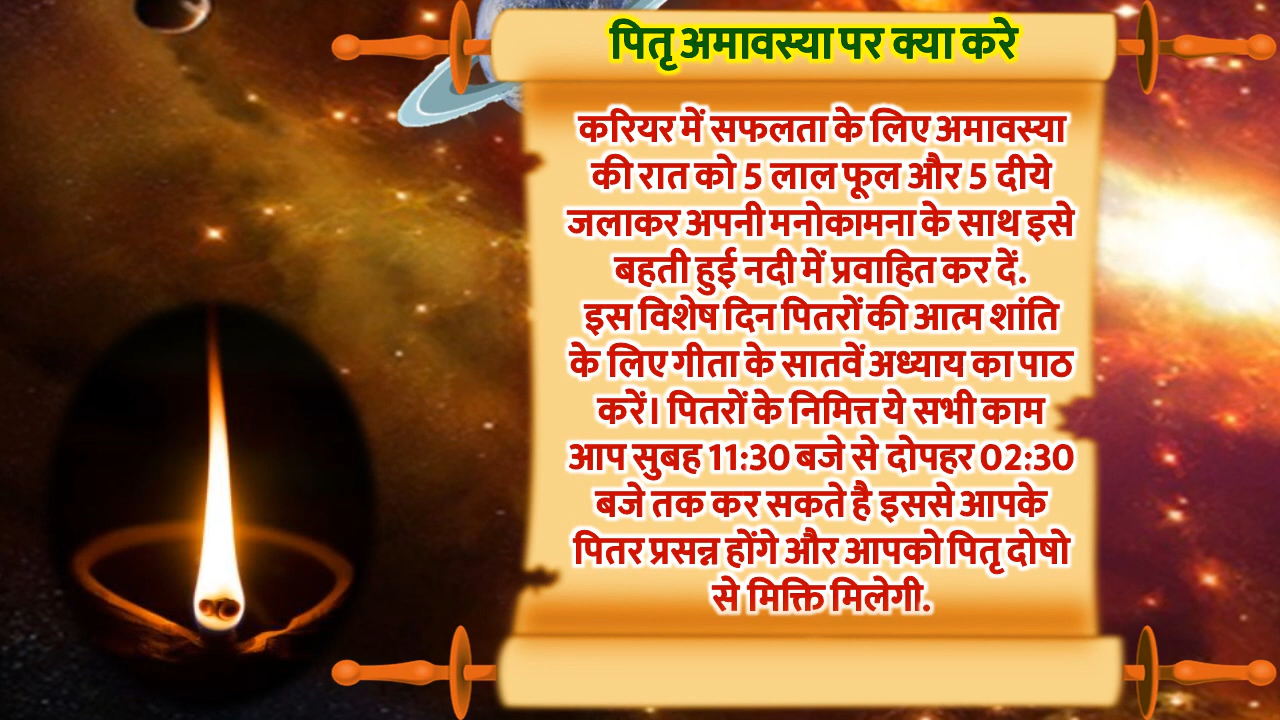 पितृ अमावस्या पर क्या करे
करियर में सफलता के लिए अमावस्या
की रात को 5 लाल फूल और 5 दीये
जलाकर अपनी मनोकामना के साथ इसे
बहती हुई नदी में प्रवाहित कर दें.
इस विशेष दिन पितरों की आत्म शांति
के लिए गीता के सातवें अध्याय का पाठ
करें। पितरों के निमित्त ये सभी काम
आप सुबह 11:30 बजे से दोपहर 02:30
बजे तक कर सकते है इससे आपके
पितर प्रसन्न होंगे और आपको पितृ दोषो
से मिक्ति मिलेगी.